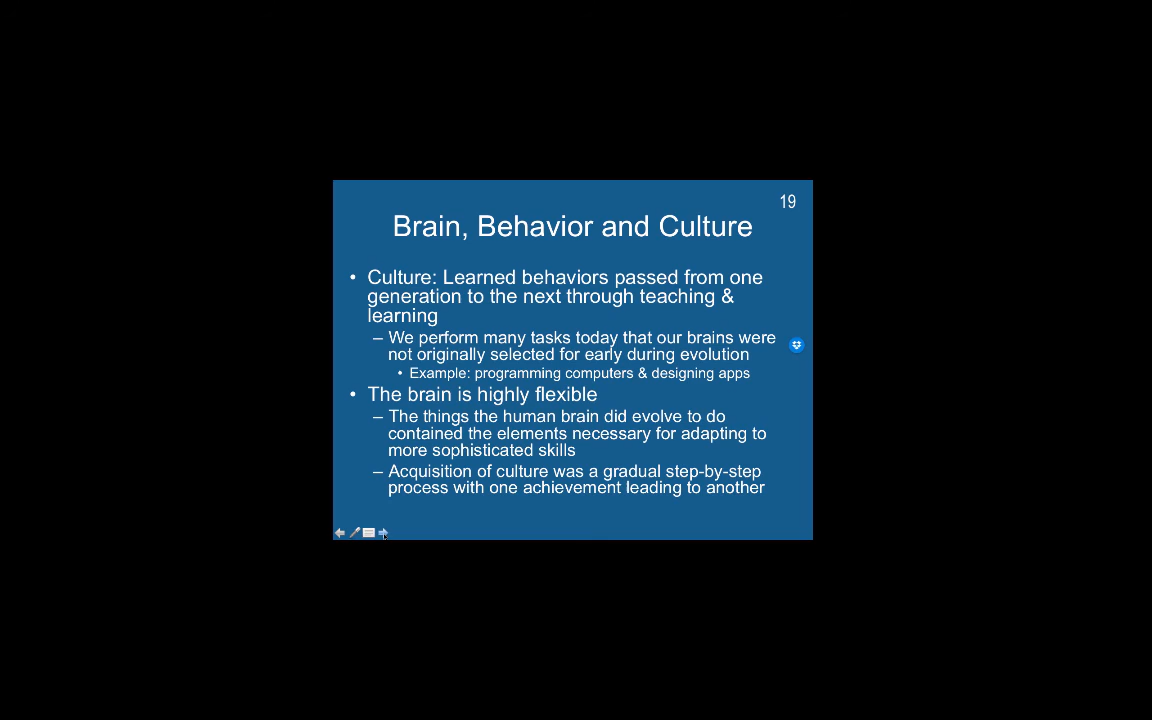 19
Brain, Behavior and Culture
• Culture: Learned behaviors passed from one
generation to the next through teaching &
learning
– We perform many tasks today that our brains were
not originally selected for early during evolution
• Example: programming computers & designing apps
• The brain is highly flexible
– The things the human brain did evolve to do
contained the elements necessary for adapting to
more sophisticated skills
– Acquisition of culture was a gradual step-by-step
process with one achievement leading to another